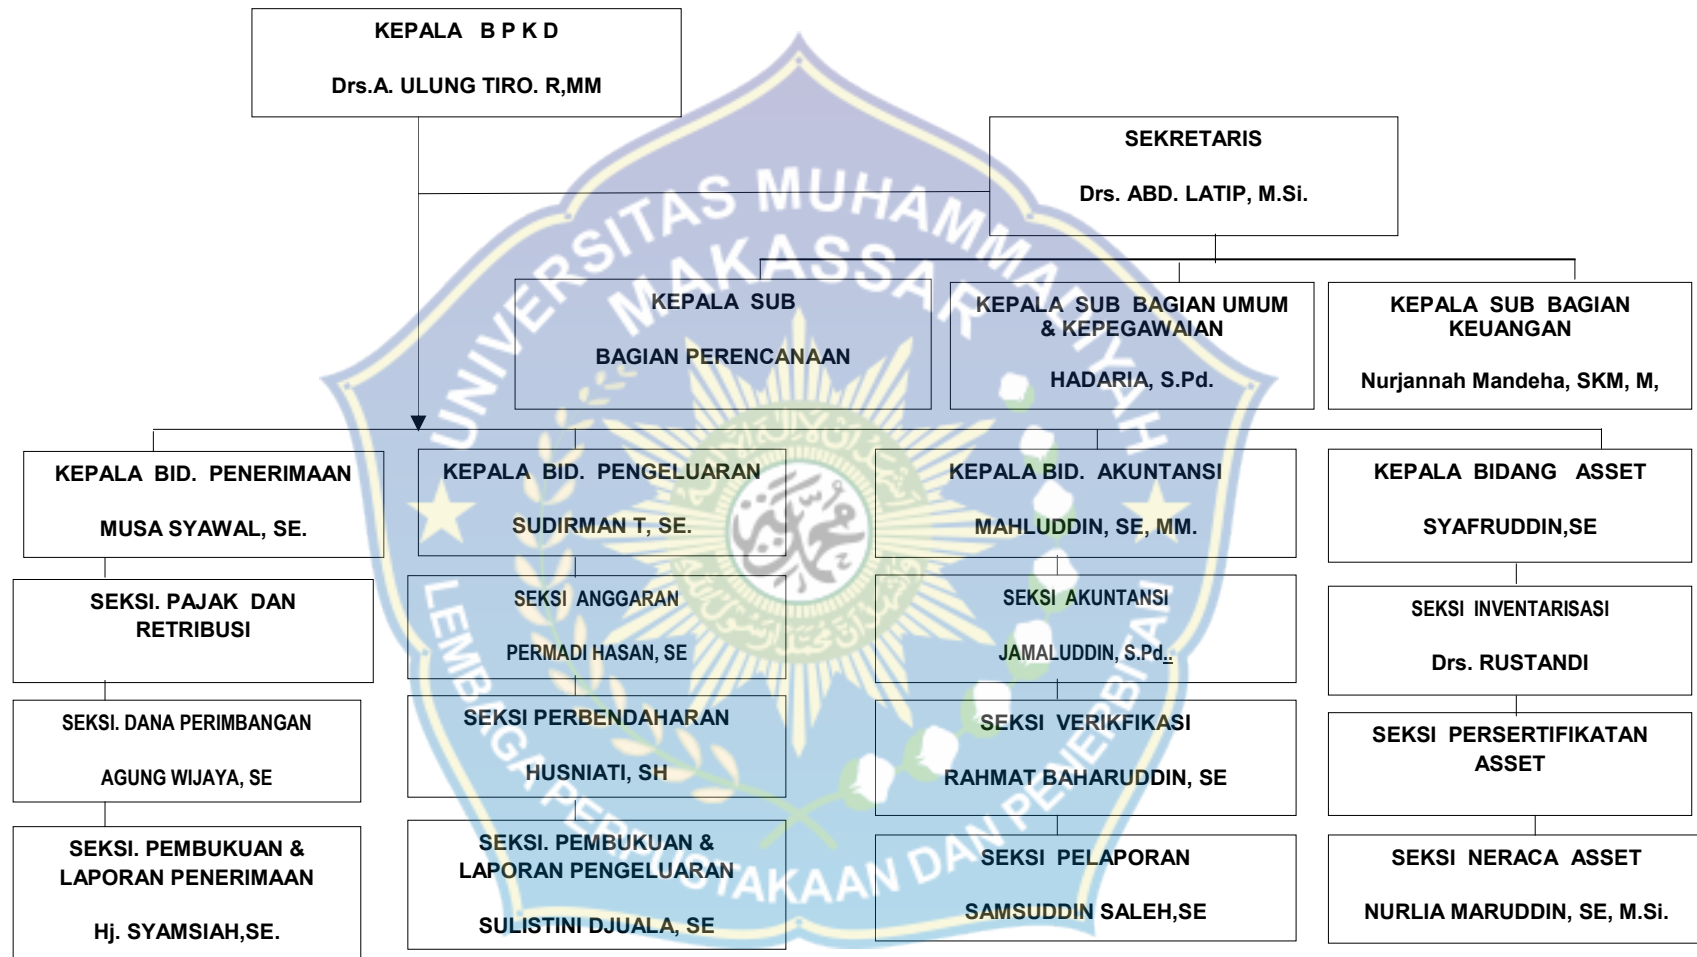 KEPALA B P K D
Drs.A. ULUNG TIRO. R,MM
SEKRETARIS
Drs. ABD. LATIP, M.Si.
KEPALA SUB
BAGIAN PERENCANAAN
KEPALA SUB BAGIAN UMUM
& KEPEGAWAIAN
HADARIA, S.Pd.
KEPALA SUB BAGIAN
KEUANGAN
Nurjannah Mandeha, SKM, M,
KEPALA BID. PENERIMAAN
MUSA SYAWAL, SE.
KEPALA BID. PENGELUARAN
SUDIRMAN T, SE.
KEPALA BID. AKUNTANSI
MAHLUDDIN, SE, MM.
KEPALA BIDANG ASSET
SYAFRUDDIN,SE
SEKSI. PAJAK DAN
RETRIBUSI
SEKSI ANGGARAN
PERMADI HASAN, SE
SEKSI AKUNTANSI
JAMALUDDIN, S.Pd..
SEKSI INVENTARISASI
Drs. RUSTANDI
SEKSI. DANA PERIMBANGAN
AGUNG WIJAYA, SE
SEKSI PERBENDAHARAN
HUSNIATI, SH
SEKSI VERIKFIKASI
RAHMAT BAHARUDDIN, SE
SEKSI PERSERTIFIKATAN
ASSET
SEKSI. PEMBUKUAN &
LAPORAN PENERIMAAN
Hj. SYAMSIAH,SE.
SEKSI. PEMBUKUAN &
LAPORAN PENGELUARAN
SULISTINI DJUALA, SE
SEKSI PELAPORAN
SAMSUDDIN SALEH,SE
SEKSI NERACA ASSET
NURLIA MARUDDIN, SE, M.Si.
UNIVERSITAS MUHAMMADIYAH
MAKASSAR
LEMBAGA PERPUSTAKAAN DAN PENERBITAN